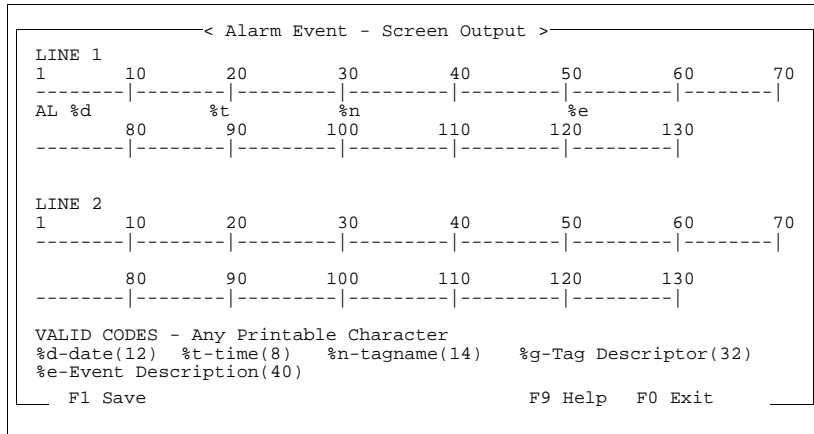 < Alarm Event - Screen Output >
LINE 1
1 10 20 30 40 50 60 70
--------|--------|---------|---------|---------|---------|--------|
AL %d %t %n %e
80 90 100 110 120 130
--------|--------|---------|---------|---------|---------|
LINE 2
1 10 20 30 40 50 60 70
--------|--------|---------|---------|---------|---------|--------|
80 90 100 110 120 130
--------|--------|---------|---------|---------|---------|
VALID CODES - Any Printable Character
%d-date(12) %t-time(8) %n-tagname(14) %g-Tag Descriptor(32)
%e-Event Description(40)
F1 Save F9 Help F0 Exit